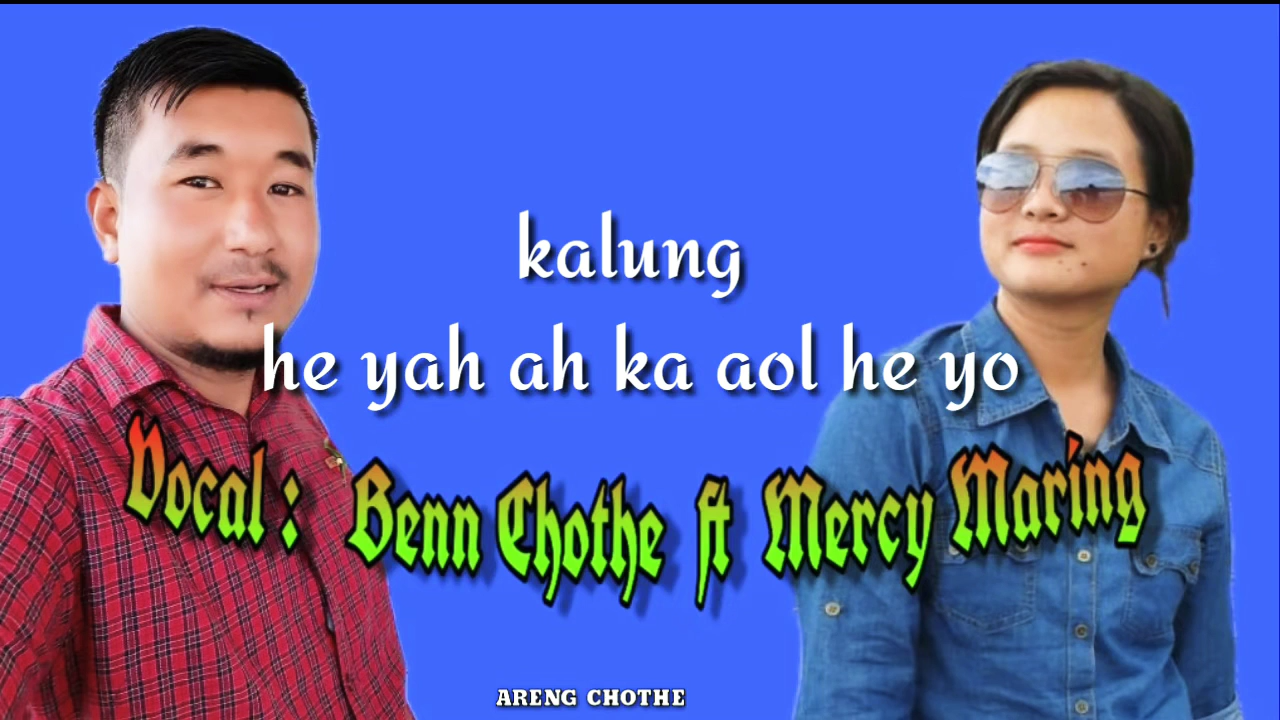 kalung
he yah ah ka aol he yo
Vocal : Benn Chothe ft Mercy Maring
ARENG CHOTHE